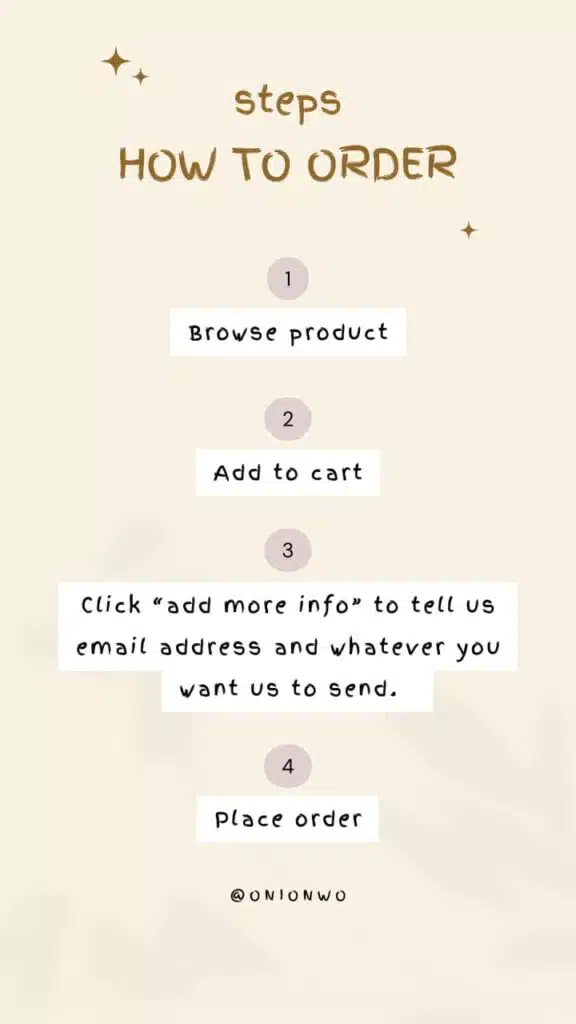 steps
HOW TO ORDER
1
Browse product
2
Add to cart
3
Click “add more info” to tell us
email address and whatever you
want us to send.
4
Place order
@ONIONWO